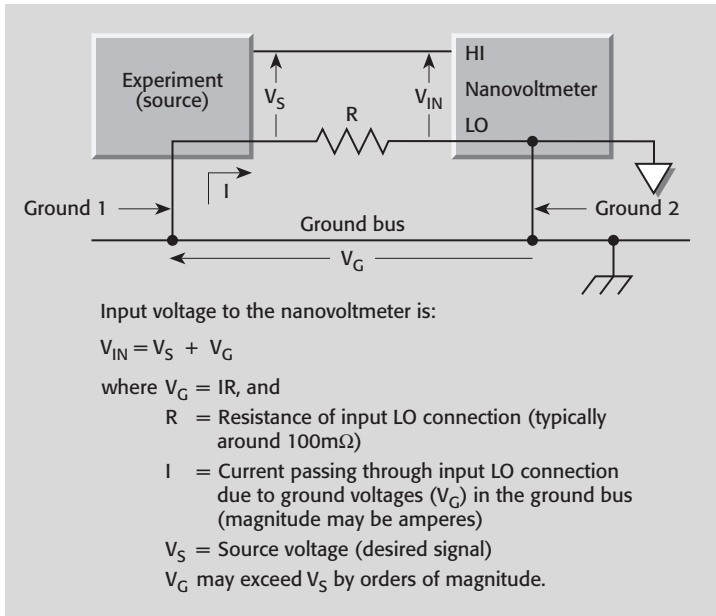 Experiment
(source)
V_S
R
V_IN
HI
Nanovoltmeter
LO
I
Ground 1
Ground 2
Ground bus
V_G
Input voltage to the nanovoltmeter is:
V_IN = V_S + V_G
where V_G = IR, and
R = Resistance of input LO connection (typically
around 100mΩ)
I = Current passing through input LO connection
due to ground voltages (V_G) in the ground bus
(magnitude may be amperes)
V_S = Source voltage (desired signal)
V_G may exceed V_S by orders of magnitude.